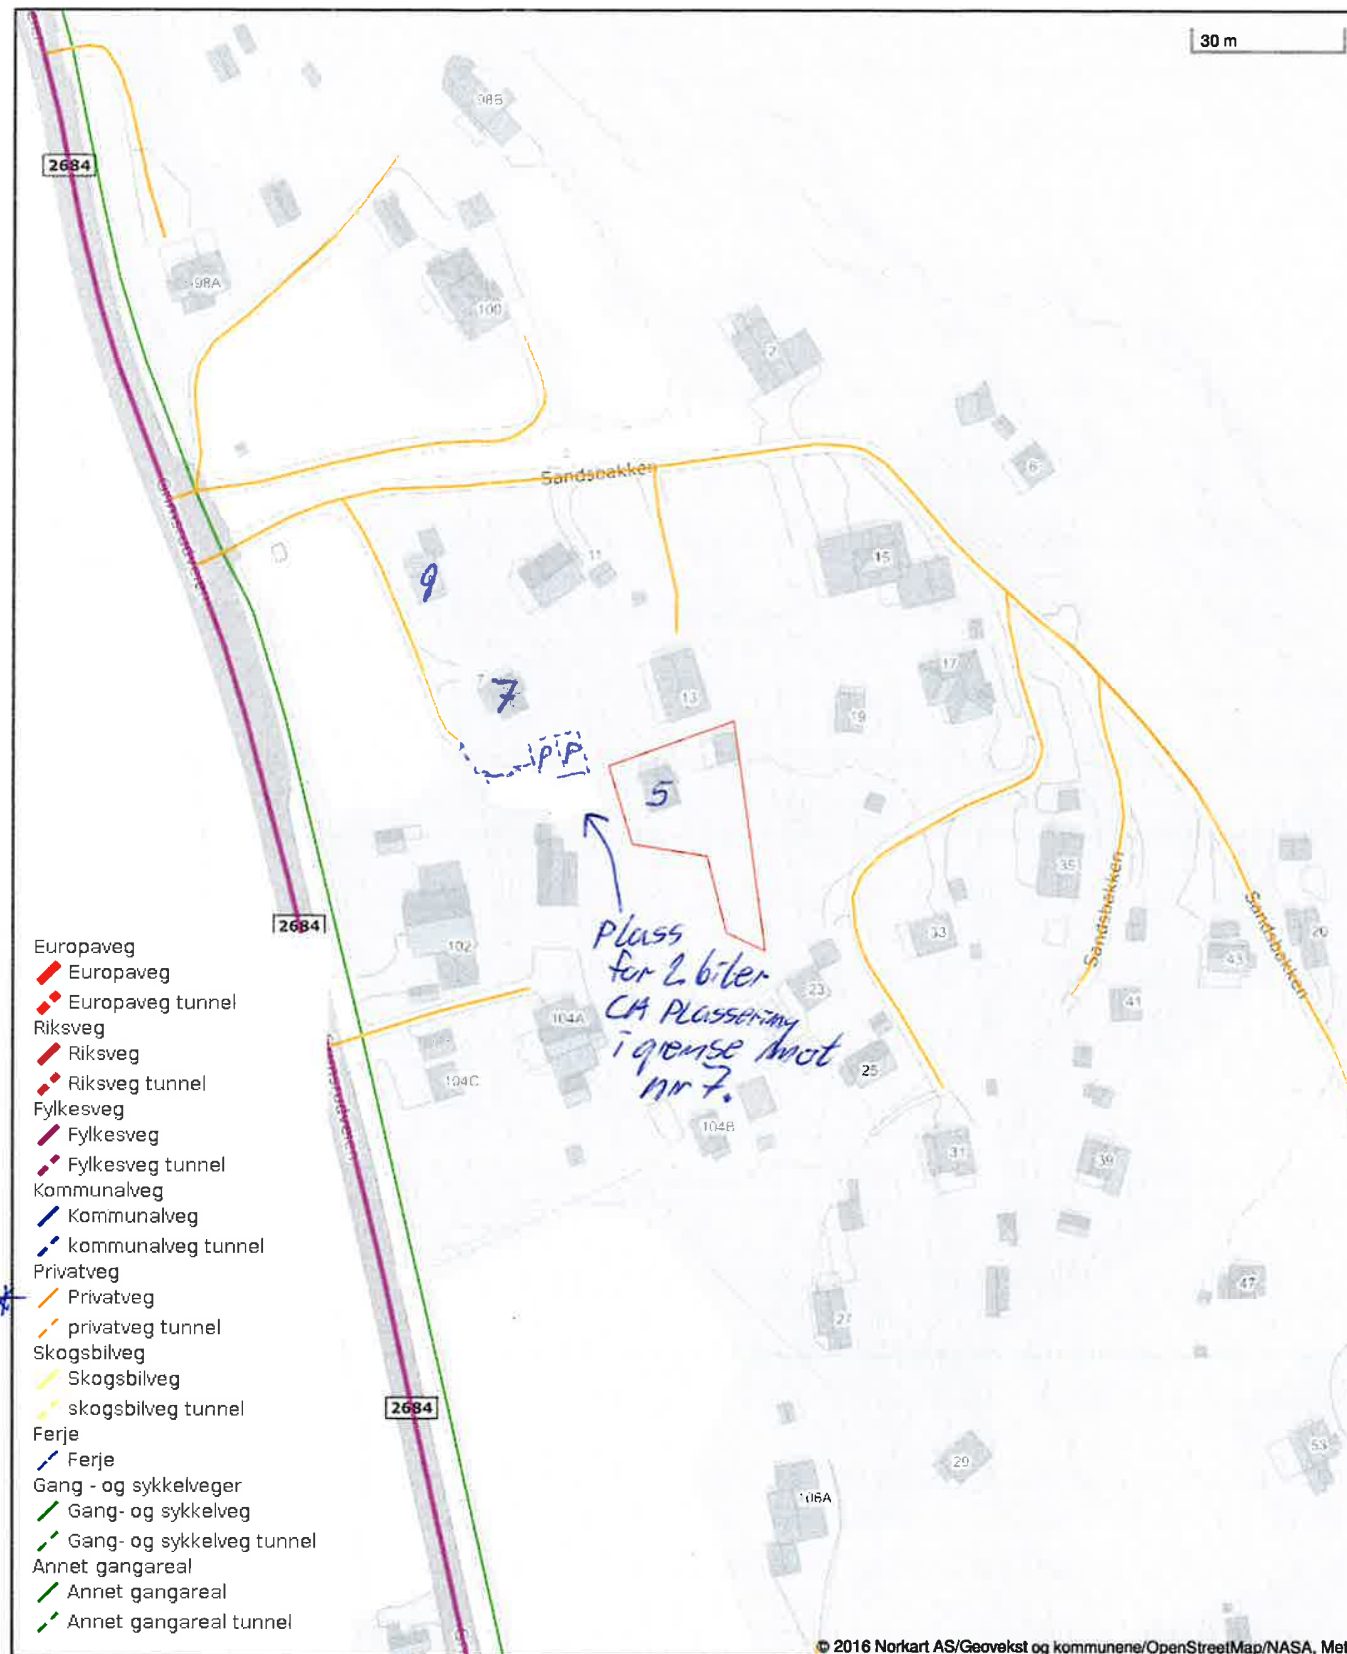 30 m
98B
2684
98A
100
2
Sandsbakken
6
11
15
9
Grimsrudveien
7
7
13
17
19
P P
5
35
Sandsbakken
Sandsbakken
20
2684
102
33
43
Plass
for 2 biler
CA Plassering
i grense mot
nr 7.
23
41
104A
25
104C
104B
31
39
47
27
2684
29
53
106A
Europaveg
Europaveg
Europaveg tunnel
Riksveg
Riksveg
Riksveg tunnel
Fylkesveg
Fylkesveg
Fylkesveg tunnel
Kommunalveg
Kommunalveg
kommunalveg tunnel
Privatveg
Privatveg
privatveg tunnel
Skogsbilveg
Skogsbilveg
skogsbilveg tunnel
Ferje
Ferje
Gang - og sykkelveger
Gang- og sykkelveg
Gang- og sykkelveg tunnel
Annet gangareal
Annet gangareal
Annet gangareal tunnel
© 2016 Norkart AS/Geovekst og kommunene/OpenStreetMap/NASA, Met